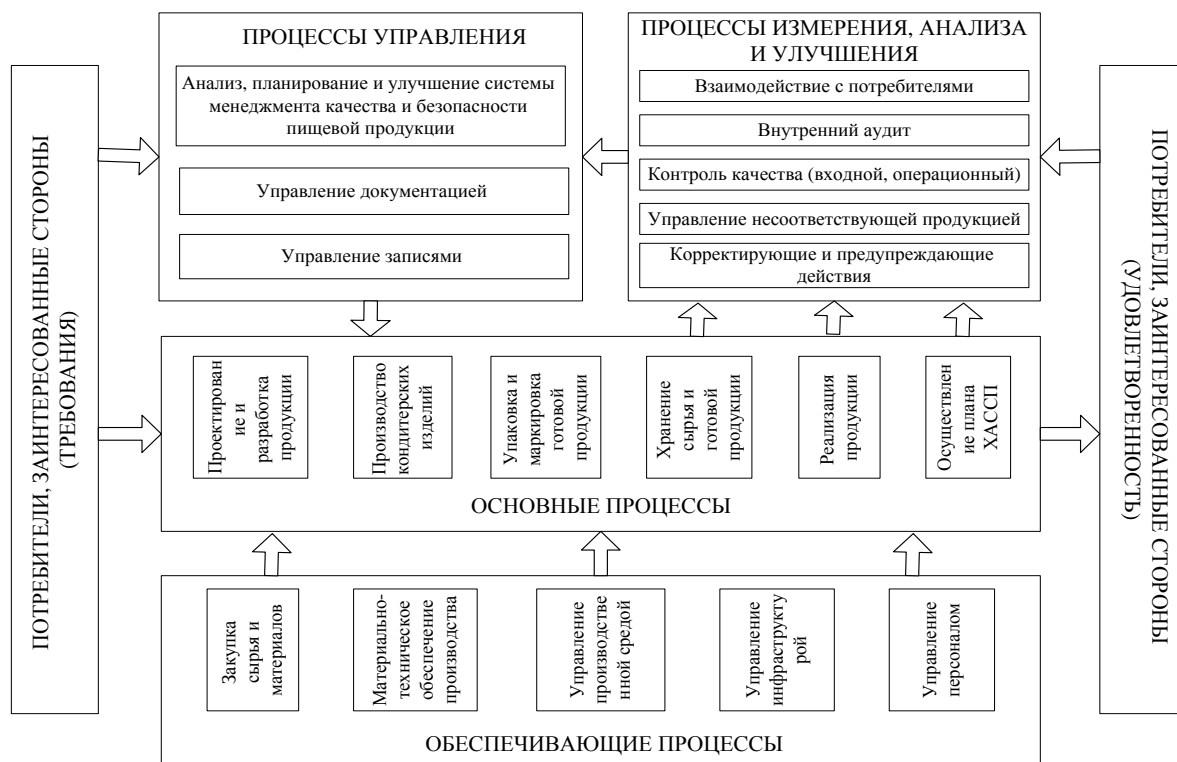 ПОТРЕБИТЕЛИ, ЗАИНТЕРЕСОВАННЫЕ СТОРОНЫ
(ТРЕБОВАНИЯ)
ПРОЦЕССЫ УПРАВЛЕНИЯ
Анализ, планирование и улучшение системы
менеджмента качества и безопасности
пищевой продукции
Управление документацией
Управление записями
ПРОЦЕССЫ ИЗМЕРЕНИЯ, АНАЛИЗА
И УЛУЧШЕНИЯ
Взаимодействие с потребителями
Внутренний аудит
Контроль качества (входной, операционный)
Управление несоответствующей продукцией
Корректирующие и предупреждающие
действия
Проектирован
ие и
разработка
продукции
Производство
кондитерских
изделий
Упаковка и
маркировка
готовой
продукции
Хранение
сырья и
готовой
продукции
Реализация
продукции
Осуществлен
ие плана
ХАССП
ОСНОВНЫЕ ПРОЦЕССЫ
Закупка
сырья и
материалов
Материально-
техническое
обеспечение
производства
Управление
производстве
нной средой
Управление
инфраструкту
рой
Управление
персоналом
ОБЕСПЕЧИВАЮЩИЕ ПРОЦЕССЫ
ПОТРЕБИТЕЛИ, ЗАИНТЕРЕСОВАННЫЕ СТОРОНЫ
(УДОВЛЕТВОРЕННОСТЬ)